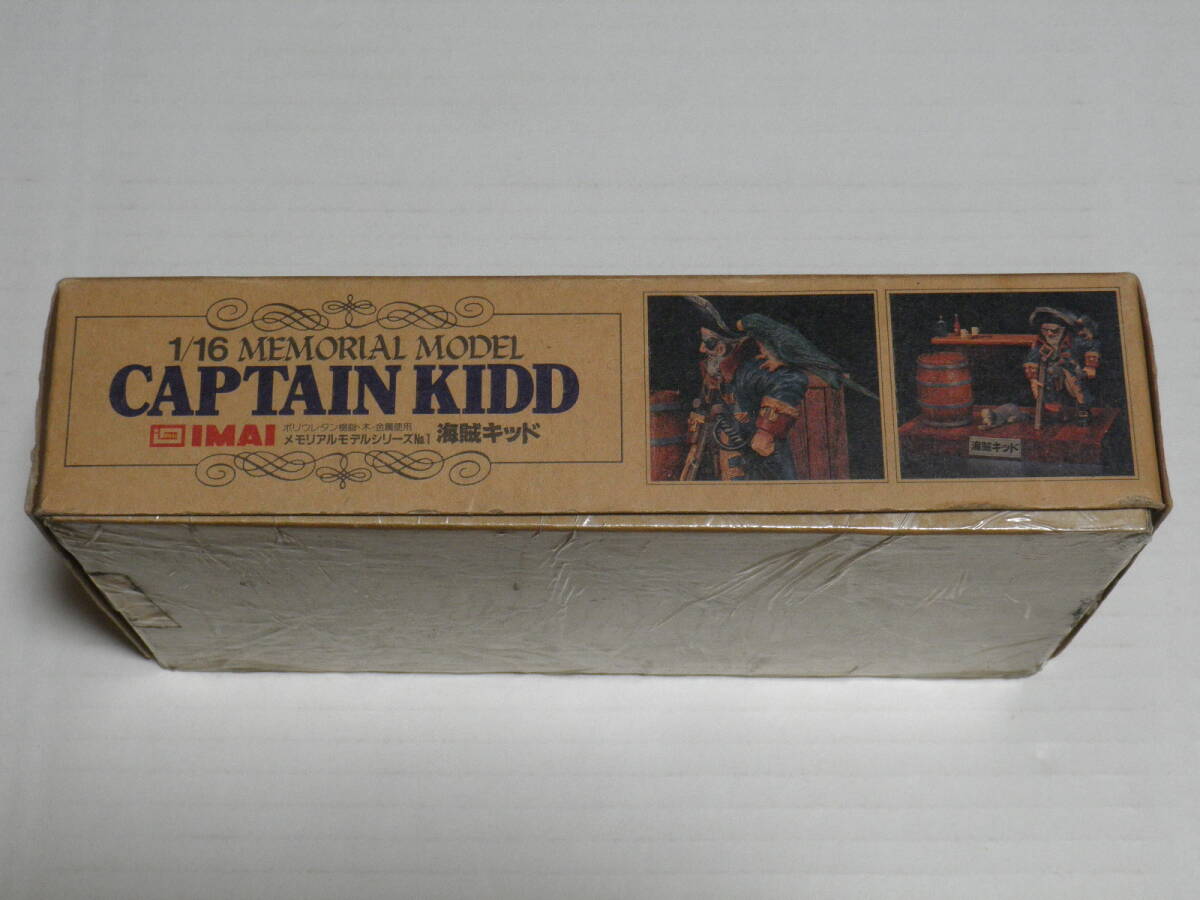 1/16 MEMORIAL MODEL
CAPTAIN KIDD
IMAI
ポリウレタン樹脂・木・金属使用
メモリアルモデルシリーズ№1 海賊キッド
海賊キッド